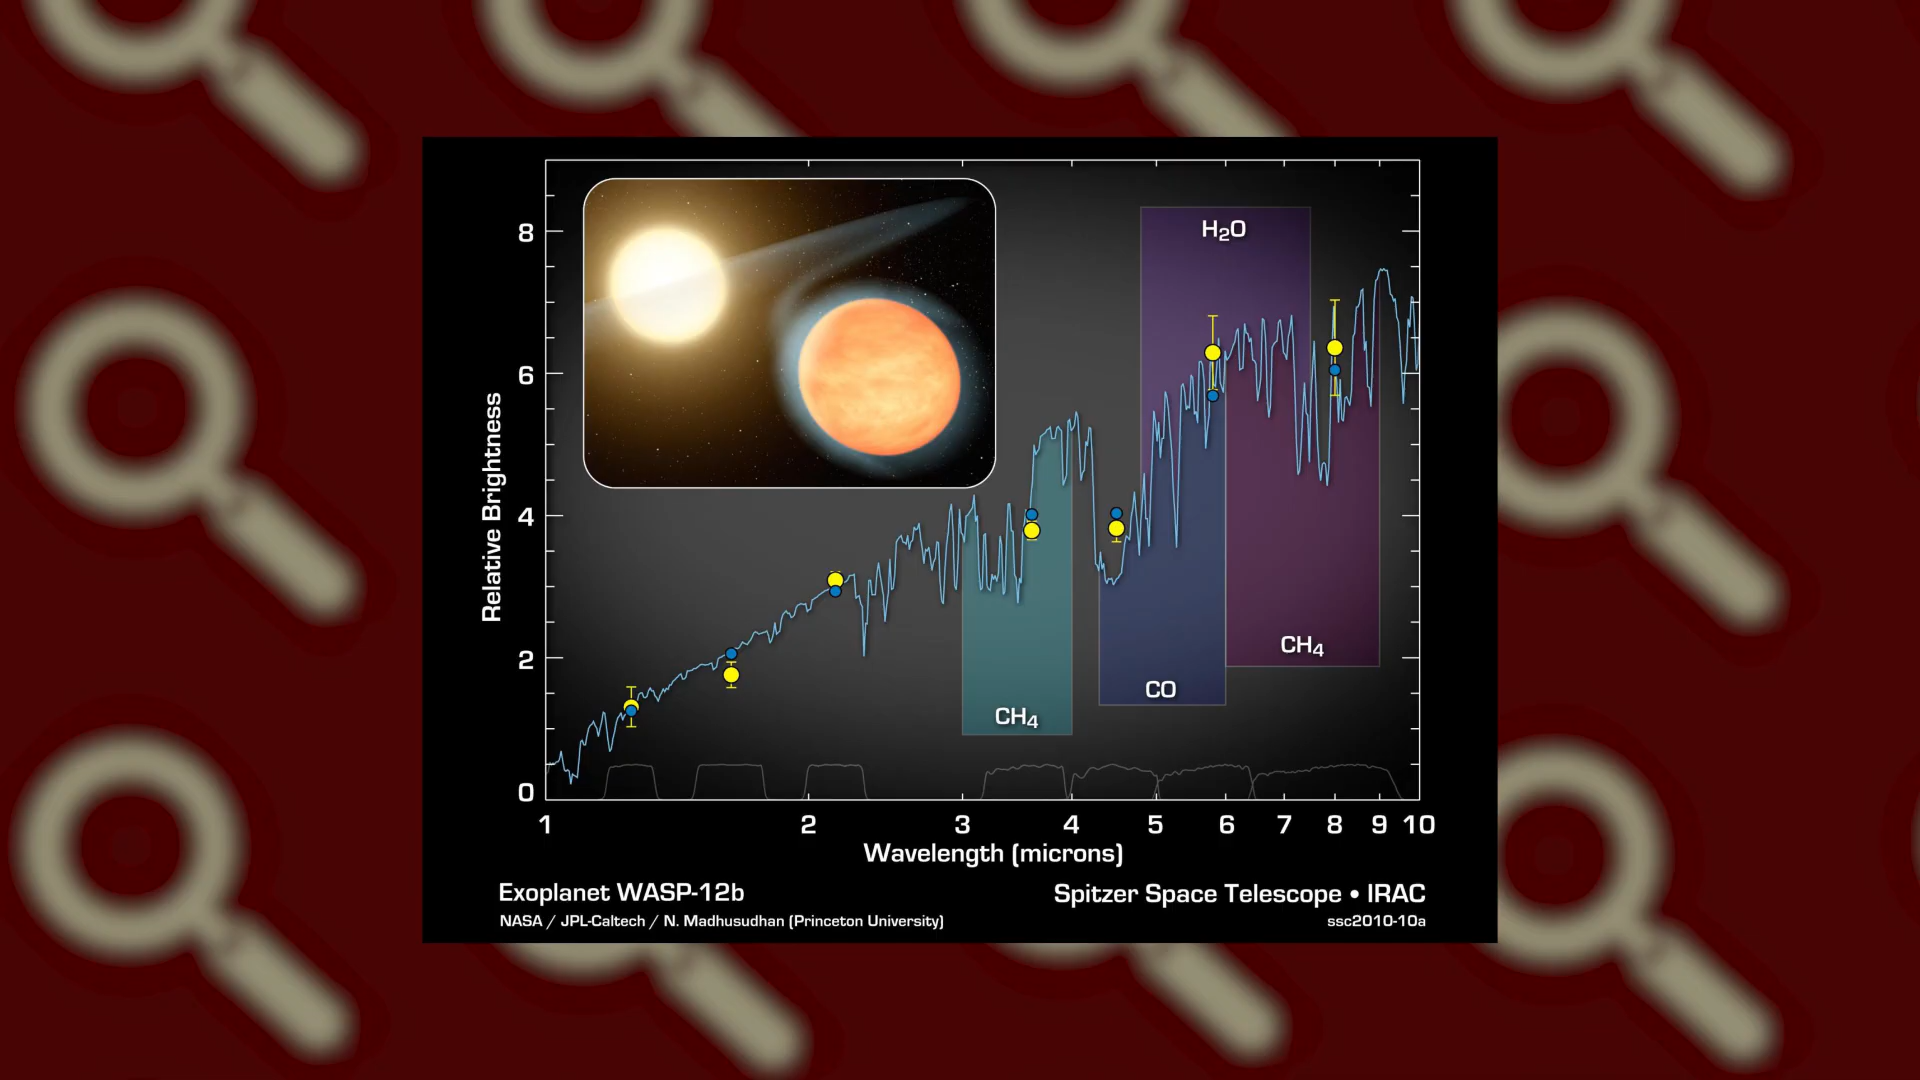 H₂O
8
6
4
2
0
Relative Brightness
CH₄
CO
CH₄
1 2 3 4 5 6 7 8 9 10
Wavelength (microns)
Exoplanet WASP-12b
Spitzer Space Telescope • IRAC
NASA / JPL-Caltech / N. Madhusudhan (Princeton University)
ssc2010-10a